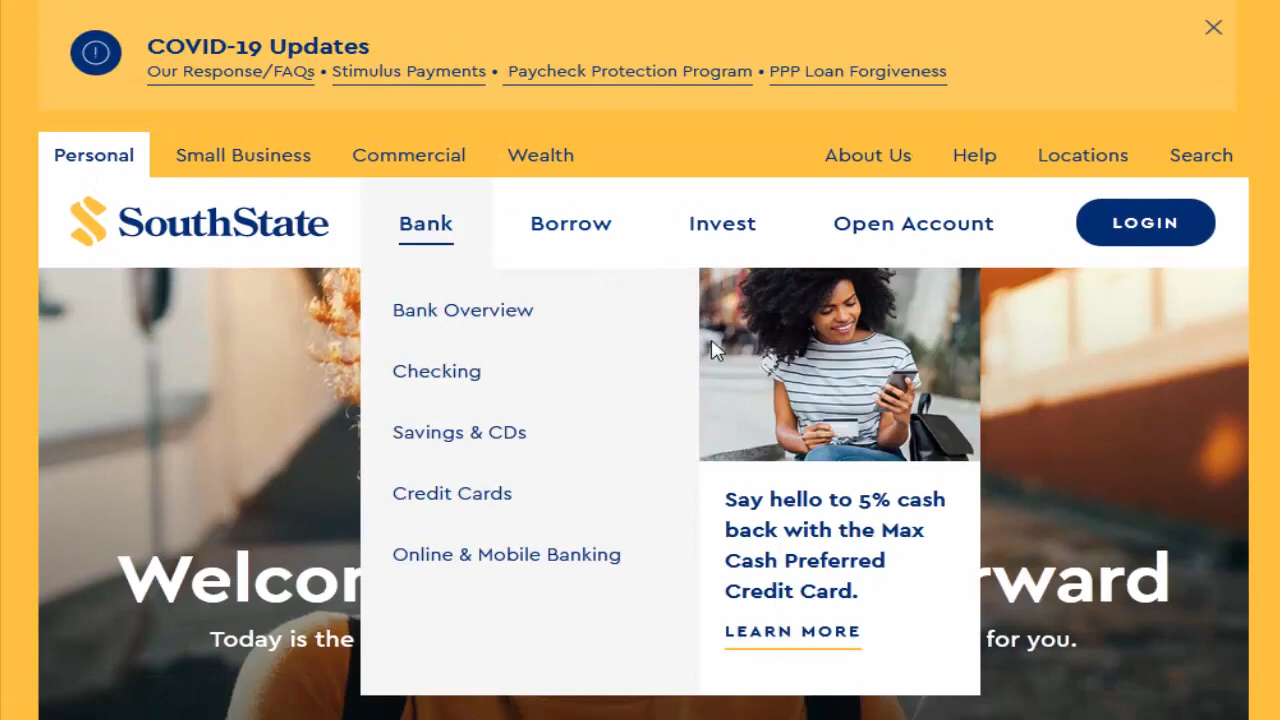 COVID-19 Updates
Our Response/FAQs • Stimulus Payments • Paycheck Protection Program • PPP Loan Forgiveness
Personal Small Business Commercial Wealth About Us Help Locations Search
SouthState Bank Borrow Invest Open Account LOGIN
Bank Overview
Checking
Savings & CDs
Credit Cards
Online & Mobile Banking
Say hello to 5% cash
back with the Max
Cash Preferred
Credit Card.
LEARN MORE
Today is the for you.